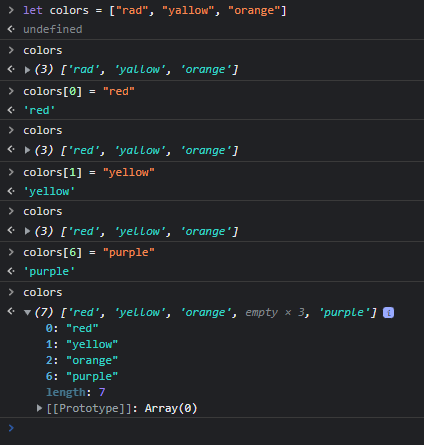 let colors = ["rad", "yallow", "orange"]
undefined
colors
(3) ['rad', 'yallow', 'orange']
colors[0] = "red"
'red'
colors
(3) ['red', 'yallow', 'orange']
colors[1] = "yellow"
'yellow'
colors
(3) ['red', 'yellow', 'orange']
colors[6] = "purple"
'purple'
colors
(7) ['red', 'yellow', 'orange', empty × 3, 'purple'] i
0: "red"
1: "yellow"
2: "orange"
6: "purple"
length: 7
[[Prototype]]: Array(0)